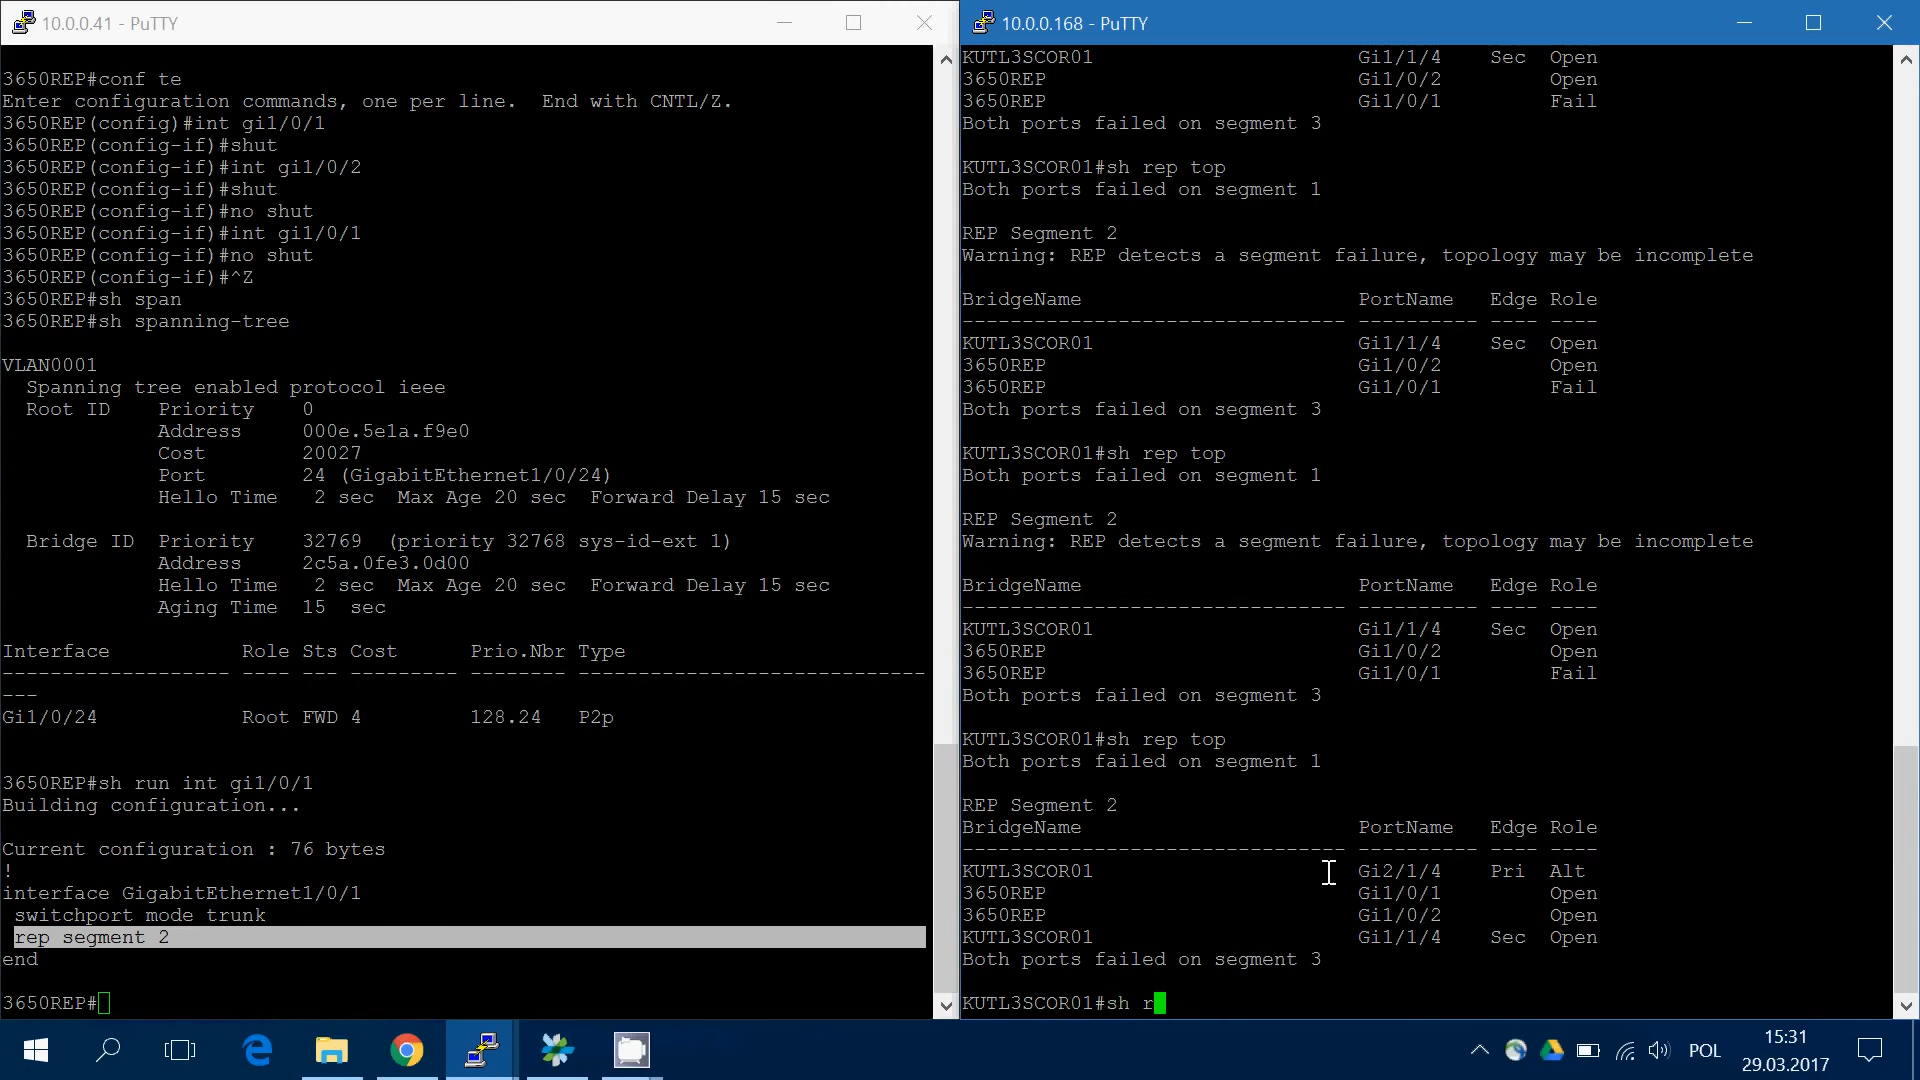 10.0.0.41 - PuTTY
3650REP#conf te
Enter configuration commands, one per line.  End with CNTL/Z.
3650REP(config)#int gi1/0/1
3650REP(config-if)#shut
3650REP(config-if)#int gi1/0/2
3650REP(config-if)#shut
3650REP(config-if)#no shut
3650REP(config-if)#int gi1/0/1
3650REP(config-if)#no shut
3650REP(config-if)#^Z
3650REP#sh span
3650REP#sh spanning-tree
VLAN0001
  Spanning tree enabled protocol ieee
  Root ID    Priority    0
             Address     000e.5e1a.f9e0
             Cost        20027
             Port        24 (GigabitEthernet1/0/24)
             Hello Time   2 sec  Max Age 20 sec  Forward Delay 15 sec
  Bridge ID  Priority    32769  (priority 32768 sys-id-ext 1)
             Address     2c5a.0fe3.0d00
             Hello Time   2 sec  Max Age 20 sec  Forward Delay 15 sec
             Aging Time  15  sec
Interface           Role Sts Cost      Prio.Nbr Type
------------------- ---- --- --------- -------- -----------------------------
---
Gi1/0/24            Root FWD 4         128.24   P2p
3650REP#sh run int gi1/0/1
Building configuration...
Current configuration : 76 bytes
!
interface GigabitEthernet1/0/1
 switchport mode trunk
 rep segment 2
end
3650REP#
10.0.0.168 - PuTTY
KUTL3SCOR01                      Gi1/1/4    Sec  Open
3650REP                          Gi1/0/2         Open
3650REP                          Gi1/0/1         Fail
Both ports failed on segment 3
KUTL3SCOR01#sh rep top
Both ports failed on segment 1
REP Segment 2
Warning: REP detects a segment failure, topology may be incomplete
BridgeName                       PortName   Edge Role
-------------------------------- ---------- ---- ----
KUTL3SCOR01                      Gi1/1/4    Sec  Open
3650REP                          Gi1/0/2         Open
3650REP                          Gi1/0/1         Fail
Both ports failed on segment 3
KUTL3SCOR01#sh rep top
Both ports failed on segment 1
REP Segment 2
Warning: REP detects a segment failure, topology may be incomplete
BridgeName                       PortName   Edge Role
-------------------------------- ---------- ---- ----
KUTL3SCOR01                      Gi1/1/4    Sec  Open
3650REP                          Gi1/0/2         Open
3650REP                          Gi1/0/1         Fail
Both ports failed on segment 3
KUTL3SCOR01#sh rep top
Both ports failed on segment 1
REP Segment 2
BridgeName                       PortName   Edge Role
-------------------------------- ---------- ---- ----
KUTL3SCOR01                      Gi2/1/4    Pri  Alt
3650REP                          Gi1/0/1         Open
3650REP                          Gi1/0/2         Open
KUTL3SCOR01                      Gi1/1/4    Sec  Open
Both ports failed on segment 3
KUTL3SCOR01#sh r
POL
15:31
29.03.2017